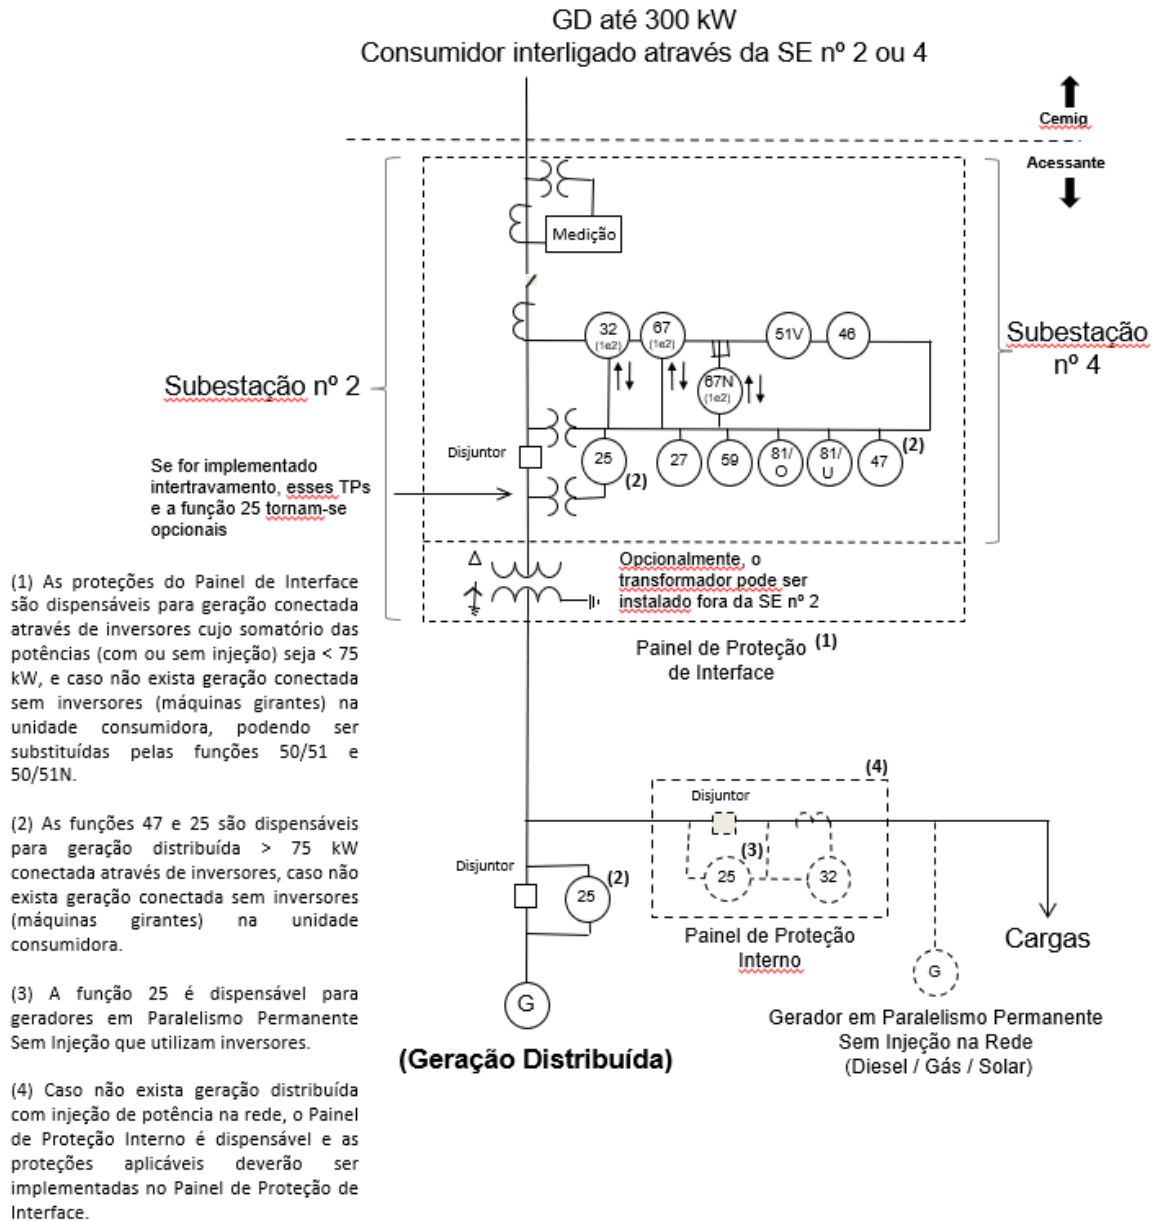 GD até 300 kW
Consumidor interligado através da SE nº 2 ou 4
Cemig
Acessante
Medição
32
(1e2)
67
(1e2)
51V
46
67N
(1e2)
Subestação
nº 4
Subestação nº 2
Disjuntor
25
(2)
27
59
81/
O
81/
U
47
(2)
Se for implementado
intertravamento, esses TPs
e a função 25 tornam-se
opcionais
Δ
Opcionalmente, o
transformador pode ser
instalado fora da SE nº 2
Painel de Proteção (1)
de Interface
(1) As proteções do Painel de Interface
são dispensáveis para geração conectada
através de inversores cujo somatório das
potências (com ou sem injeção) seja < 75
kW, e caso não exista geração conectada
sem inversores (máquinas girantes) na
unidade consumidora, podendo ser
substituídas pelas funções 50/51 e
50/51N.
(2) As funções 47 e 25 são dispensáveis
para geração distribuída > 75 kW
conectada através de inversores, caso não
exista geração conectada sem inversores
(máquinas girantes) na unidade
consumidora.
(3) A função 25 é dispensável para
geradores em Paralelismo Permanente
Sem Injeção que utilizam inversores.
(4) Caso não exista geração distribuída
com injeção de potência na rede, o Painel
de Proteção Interno é dispensável e as
proteções aplicáveis deverão ser
implementadas no Painel de Proteção de
Interface.
(4)
Disjuntor
25
(3)
32
Painel de Proteção
Interno
Disjuntor
25
(2)
G
(Geração Distribuída)
Cargas
G
Gerador em Paralelismo Permanente
Sem Injeção na Rede
(Diesel / Gás / Solar)